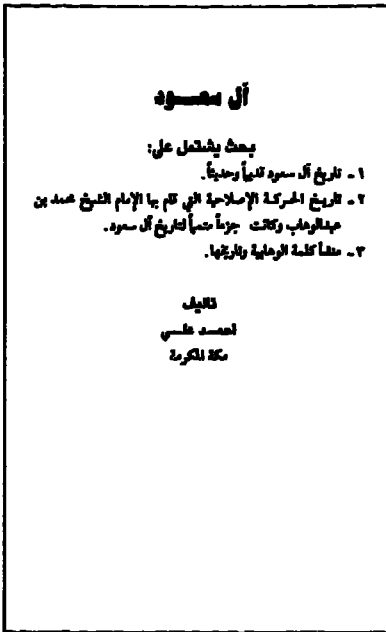 آل سعـــود
بحث يشتمل على:
١ - تاريخ آل سعود قديماً وحديثاً.
٢ - تاريخ الحركة الإصلاحية التي قام بها الإمام الشيخ محمد بن
عبدالوهاب وكانت جزءاً متمماً لتاريخ آل سعود.
٣ - منشأ كلمة الوهابية وتاريخها.
تأليف
أحمد علي
مكة المكرمة